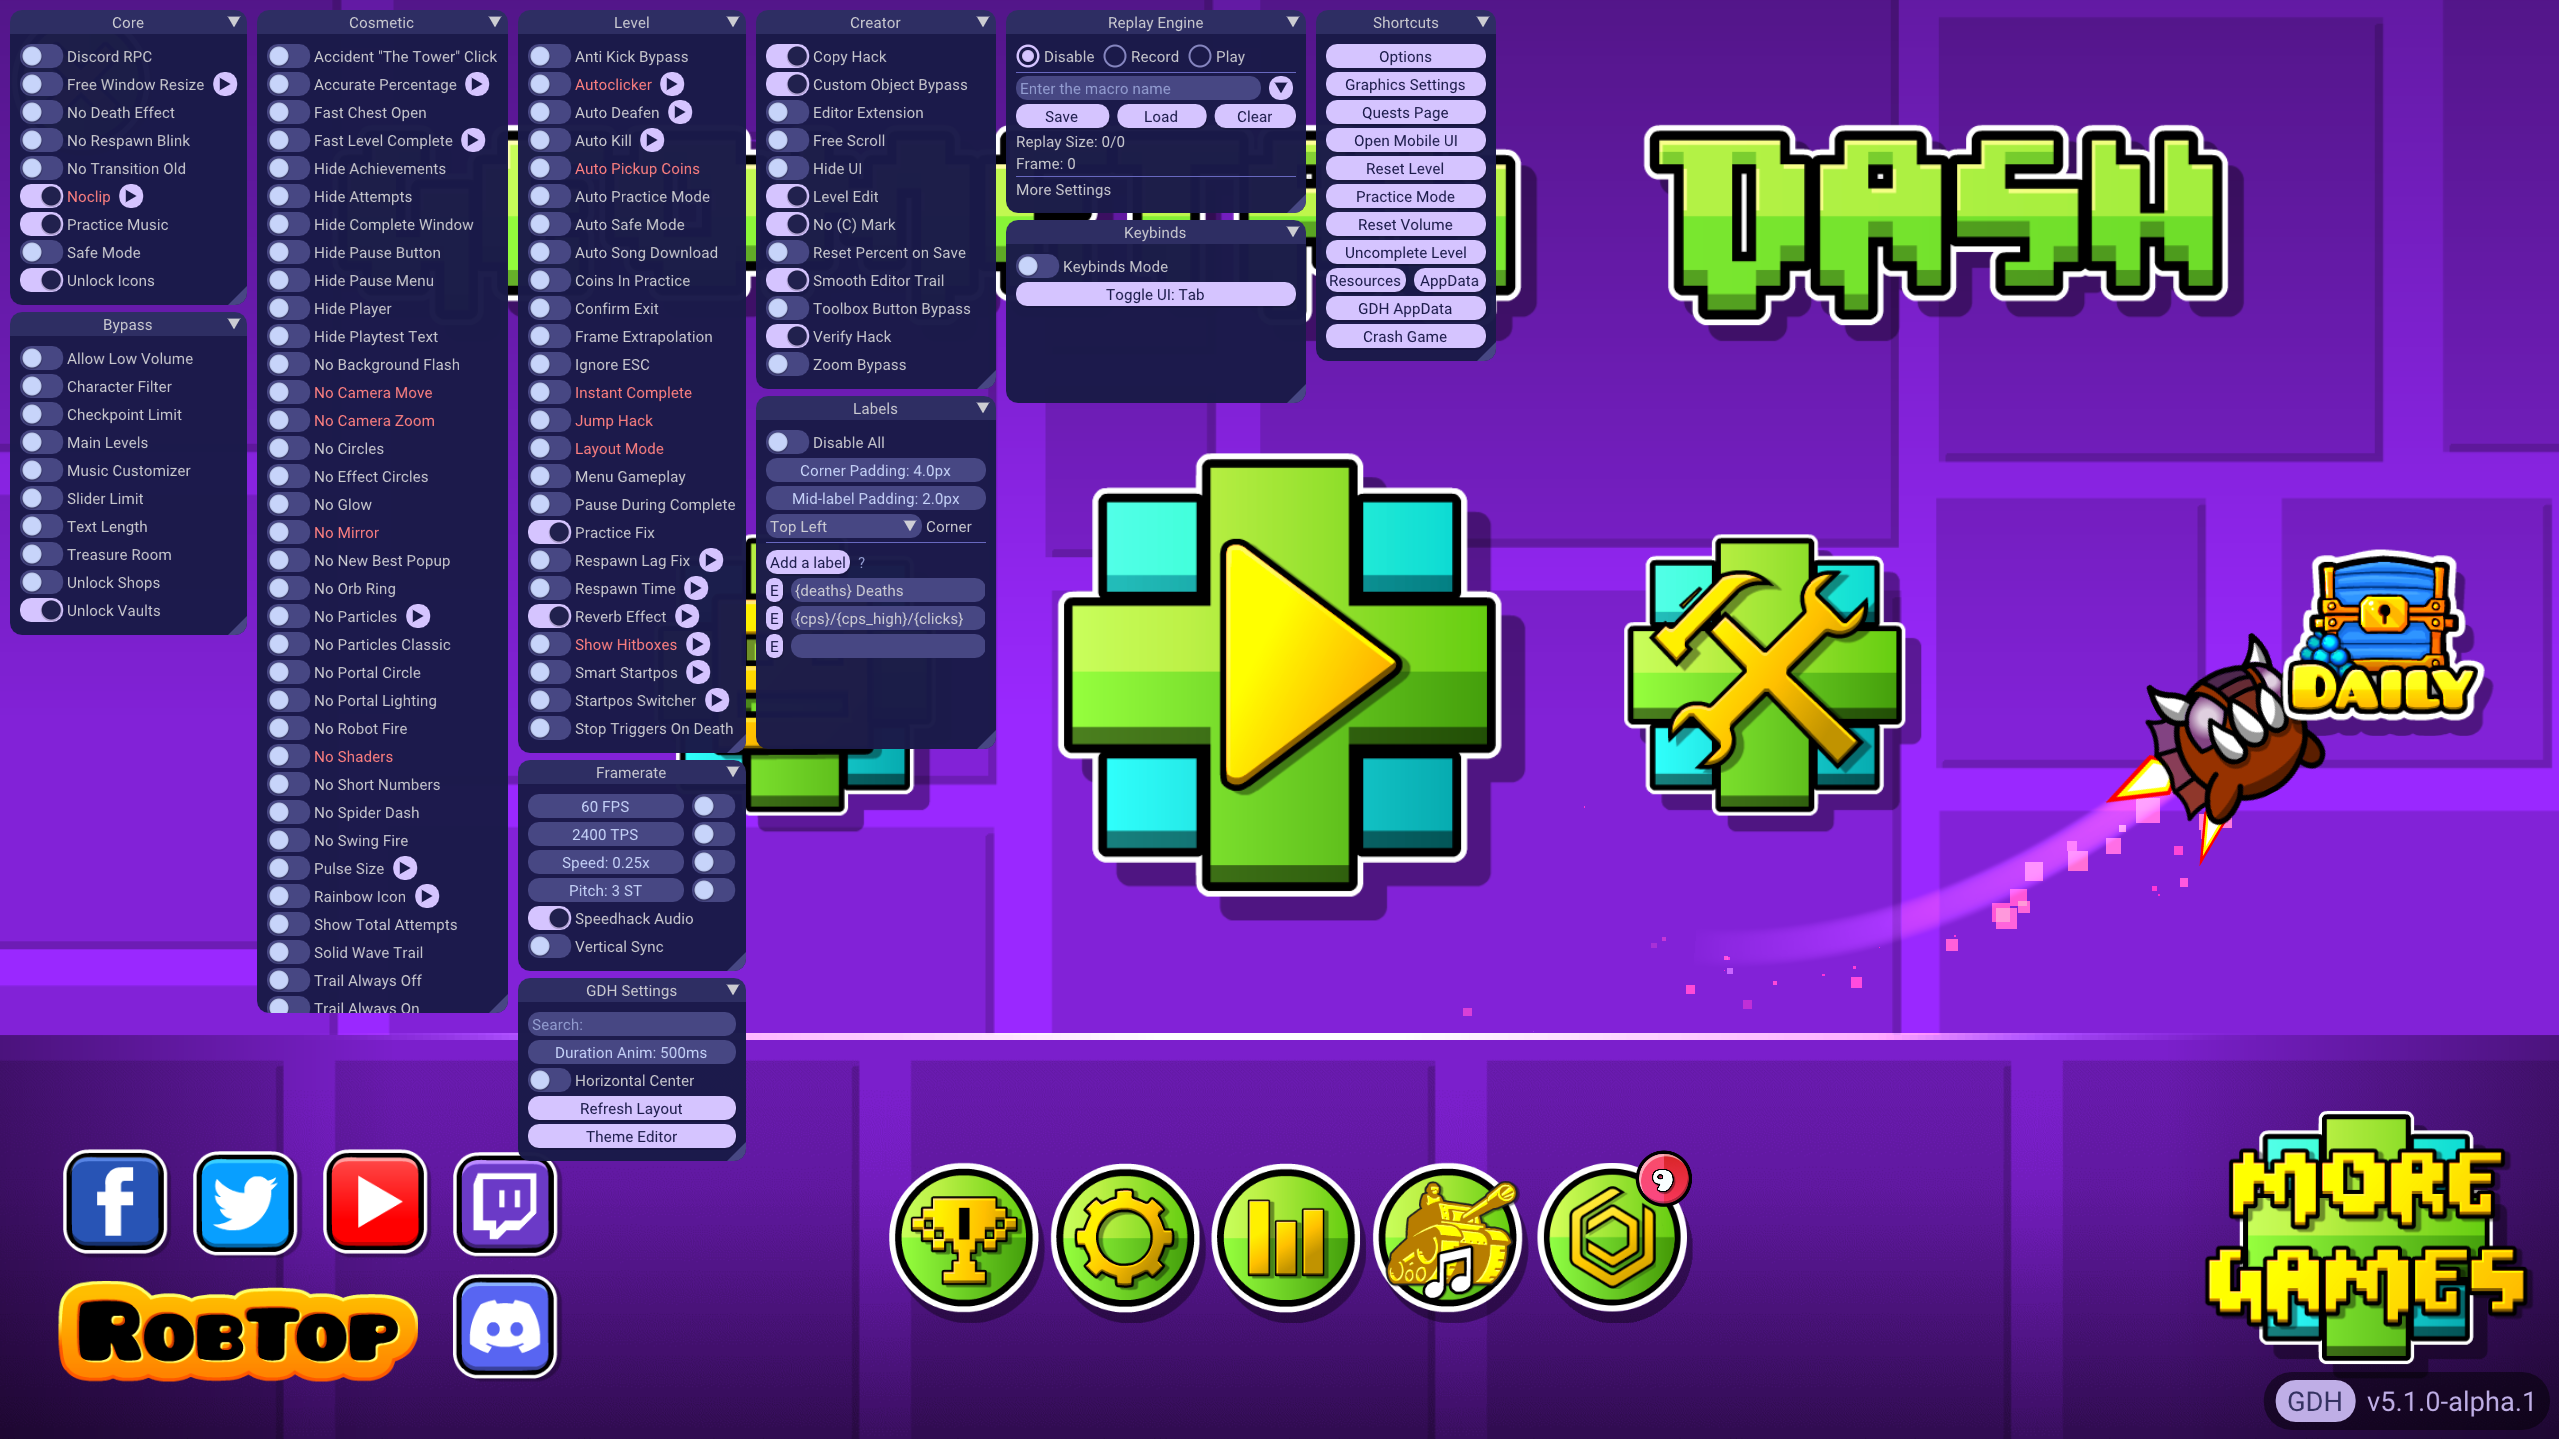 Core
Discord RPC
Free Window Resize
No Death Effect
No Respawn Blink
No Transition Old
Noclip
Practice Music
Safe Mode
Unlock Icons
Bypass
Allow Low Volume
Character Filter
Checkpoint Limit
Main Levels
Music Customizer
Slider Limit
Text Length
Treasure Room
Unlock Shops
Unlock Vaults
Cosmetic
Accident "The Tower" Click
Accurate Percentage
Fast Chest Open
Fast Level Complete
Hide Achievements
Hide Attempts
Hide Complete Window
Hide Pause Button
Hide Pause Menu
Hide Player
Hide Playtest Text
No Background Flash
No Camera Move
No Camera Zoom
No Circles
No Effect Circles
No Glow
No Mirror
No New Best Popup
No Orb Ring
No Particles
No Particles Classic
No Portal Circle
No Portal Lighting
No Robot Fire
No Shaders
No Short Numbers
No Spider Dash
No Swing Fire
Pulse Size
Rainbow Icon
Show Total Attempts
Solid Wave Trail
Trail Always Off
Trail Always On
Level
Anti Kick Bypass
Autoclicker
Auto Deafen
Auto Kill
Auto Pickup Coins
Auto Practice Mode
Auto Safe Mode
Auto Song Download
Coins In Practice
Confirm Exit
Frame Extrapolation
Ignore ESC
Instant Complete
Jump Hack
Layout Mode
Menu Gameplay
Pause During Complete
Practice Fix
Respawn Lag Fix
Respawn Time
Reverb Effect
Show Hitboxes
Smart Startpos
Startpos Switcher
Stop Triggers On Death
Framerate
60 FPS
2400 TPS
Speed: 0.25x
Pitch: 3 ST
Speedhack Audio
Vertical Sync
GDH Settings
Search:
Duration Anim: 500ms
Horizontal Center
Refresh Layout
Theme Editor
Creator
Copy Hack
Custom Object Bypass
Editor Extension
Free Scroll
Hide UI
Level Edit
No (C) Mark
Reset Percent on Save
Smooth Editor Trail
Toolbox Button Bypass
Verify Hack
Zoom Bypass
Labels
Disable All
Corner Padding: 4.0px
Mid-label Padding: 2.0px
Top Left Corner
Add a label ?
E {deaths} Deaths
E {cps}/{cps_high}/{clicks}
E
Replay Engine
Disable Record Play
Enter the macro name
Save Load Clear
Replay Size: 0/0
Frame: 0
More Settings
Keybinds
Keybinds Mode
Toggle UI: Tab
Shortcuts
Options
Graphics Settings
Quests Page
Open Mobile UI
Reset Level
Practice Mode
Reset Volume
Uncomplete Level
Resources AppData
GDH AppData
Crash Game
DASH
DAILY
9
ROBTOP
MORE
GAMES
GDH v5.1.0-alpha.1